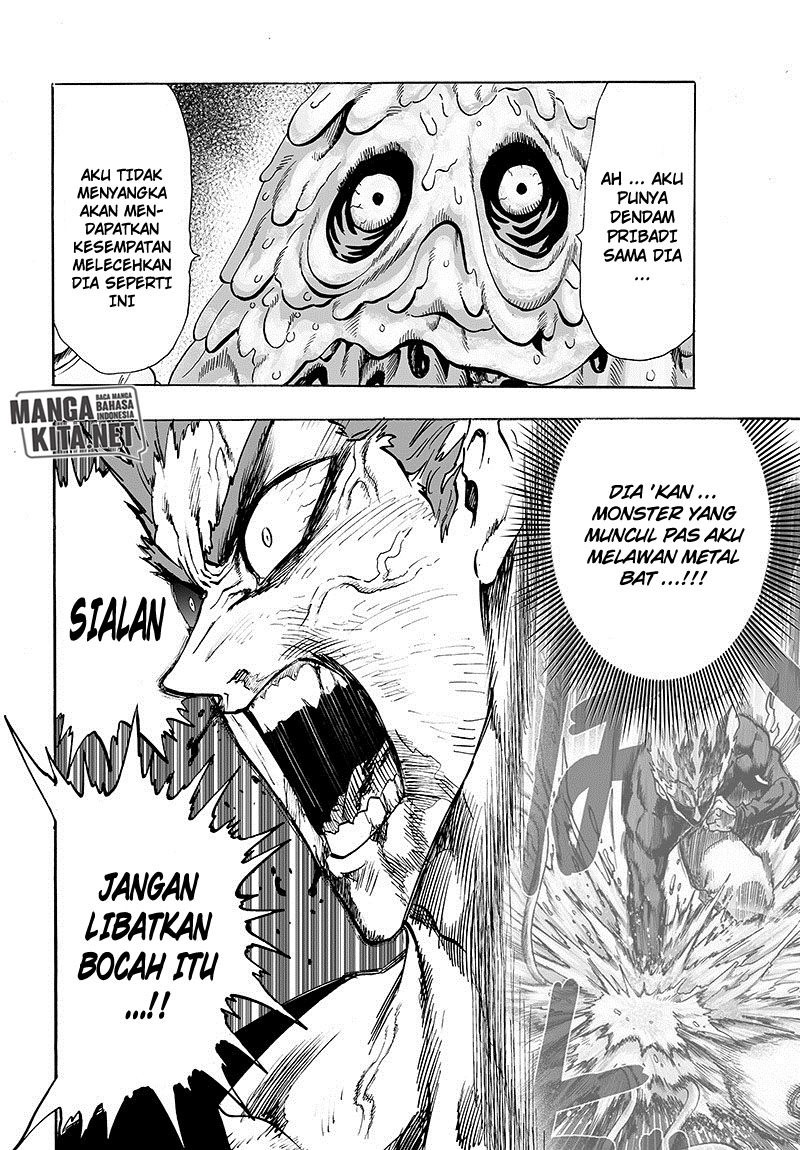 AH ... AKU
PUNYA
DENDAM
PRIBADI
SAMA DIA
...
AKU TIDAK
MENYANGKA
AKAN MEN-
DAPATKAN
KESEMPATAN
MELECEHKAN
DIA SEPERTI
INI
MANGA
KITA.NET
BACA MANGA
BAHASA
INDONESIA
DIA 'KAN ...
MONSTER YANG
MUNCUL PAS AKU
MELAWAN METAL
BAT ...!!!
SIALAN
JANGAN
LIBATKAN
BOCAH ITU
...!!